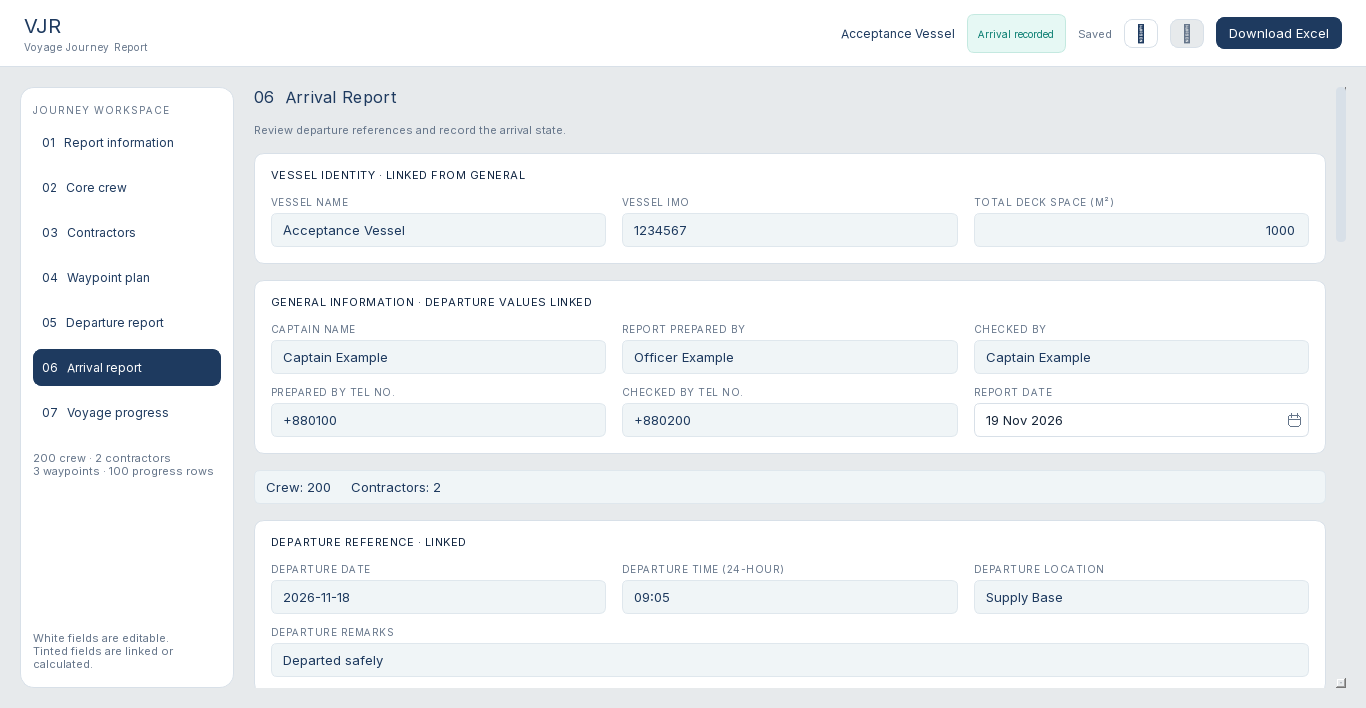 VJR
Voyage Journey Report
Acceptance Vessel
Arrival recorded
Saved
Download Excel
JOURNEY WORKSPACE
01 Report information
02 Core crew
03 Contractors
04 Waypoint plan
05 Departure report
06 Arrival report
07 Voyage progress
200 crew · 2 contractors
3 waypoints · 100 progress rows
White fields are editable.
Tinted fields are linked or
calculated.
06 Arrival Report
Review departure references and record the arrival state.
VESSEL IDENTITY · LINKED FROM GENERAL
VESSEL NAME
Acceptance Vessel
VESSEL IMO
1234567
TOTAL DECK SPACE (M²)
1000
GENERAL INFORMATION · DEPARTURE VALUES LINKED
CAPTAIN NAME
Captain Example
REPORT PREPARED BY
Officer Example
CHECKED BY
Captain Example
PREPARED BY TEL NO.
+880100
CHECKED BY TEL NO.
+880200
REPORT DATE
19 Nov 2026
Crew: 200 Contractors: 2
DEPARTURE REFERENCE · LINKED
DEPARTURE DATE
2026-11-18
DEPARTURE TIME (24-HOUR)
09:05
DEPARTURE LOCATION
Supply Base
DEPARTURE REMARKS
Departed safely